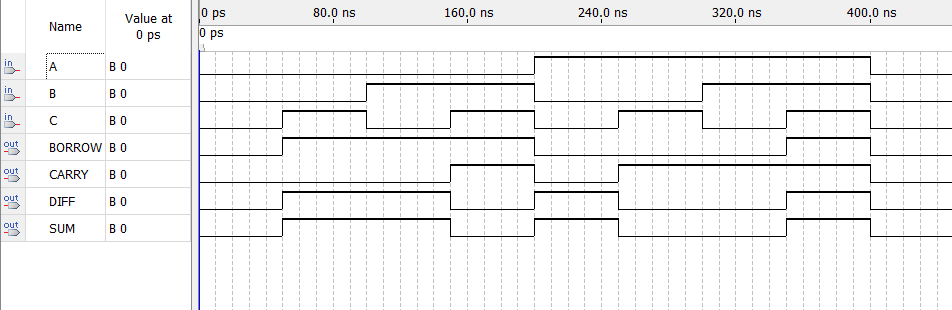 Name
Value at
0 ps
0 ps
80.0 ns
160.0 ns
240.0 ns
320.0 ns
400.0 ns
0 ps
in
A
B 0
in
B
B 0
in
C
B 0
out
BORROW
B 0
out
CARRY
B 0
out
DIFF
B 0
out
SUM
B 0